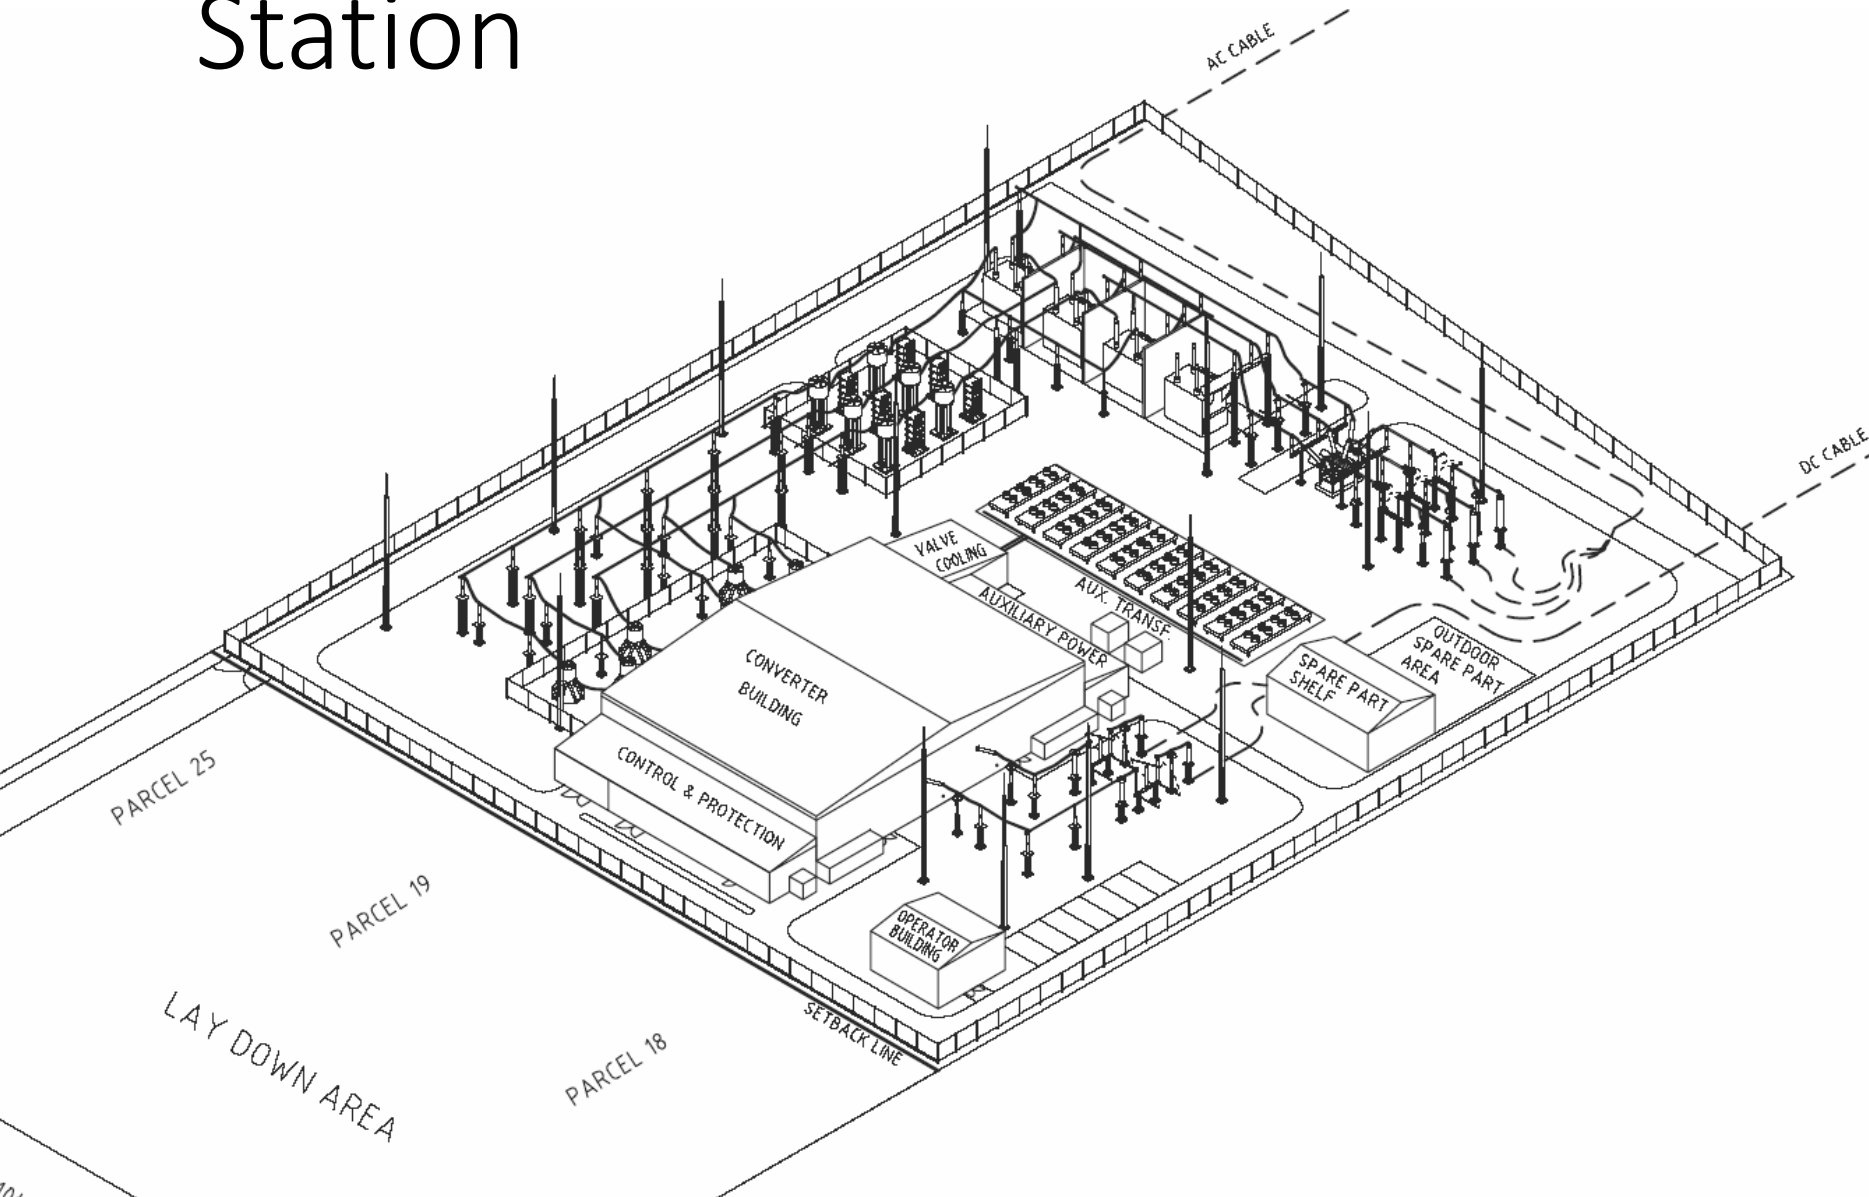 Station
AC CABLE
DC CABLE
VALVE
COOLING
AUX. TRANSF.
AUXILIARY POWER
CONVERTER
BUILDING
OUTDOOR
SPARE PART
AREA
SPARE PART
SHELF
CONTROL & PROTECTION
PARCEL 25
PARCEL 19
OPERATOR
BUILDING
SETBACK LINE
LAY DOWN AREA
PARCEL 18